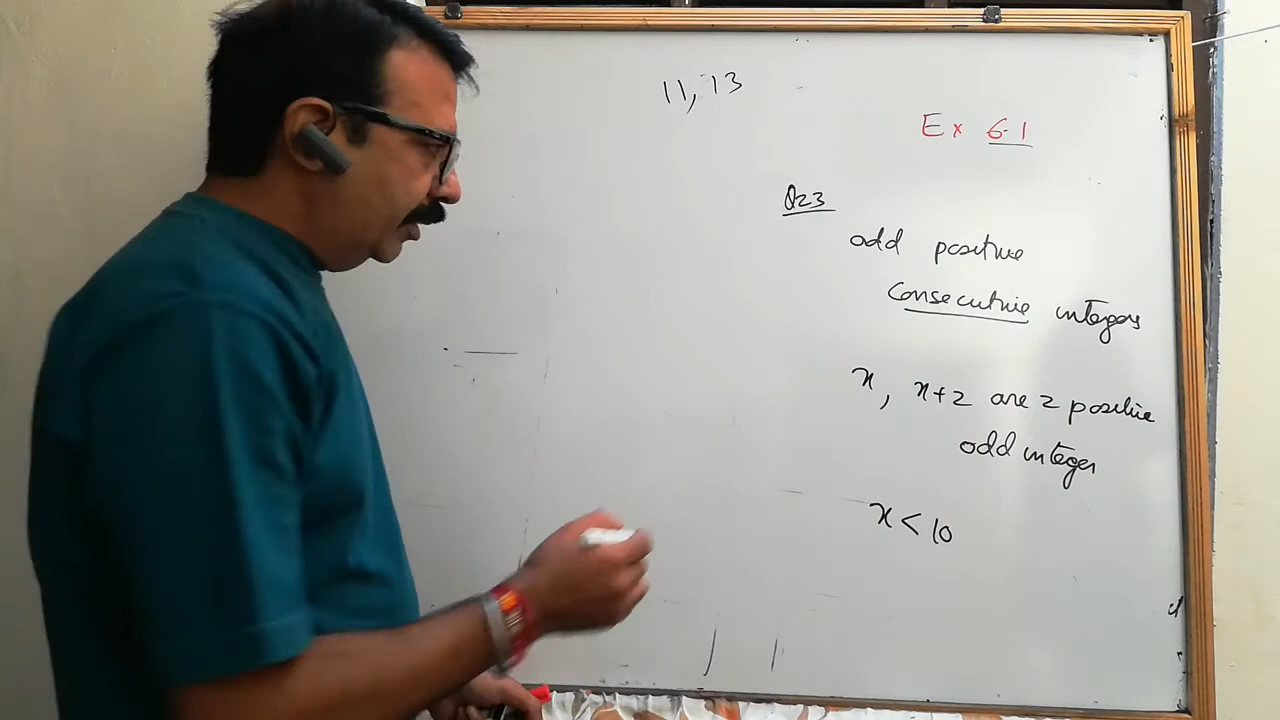 11, 13
Ex 6.1
Q23
odd positive
Consecutive integers
x, x+2 are 2 positive
odd integer
x < 10